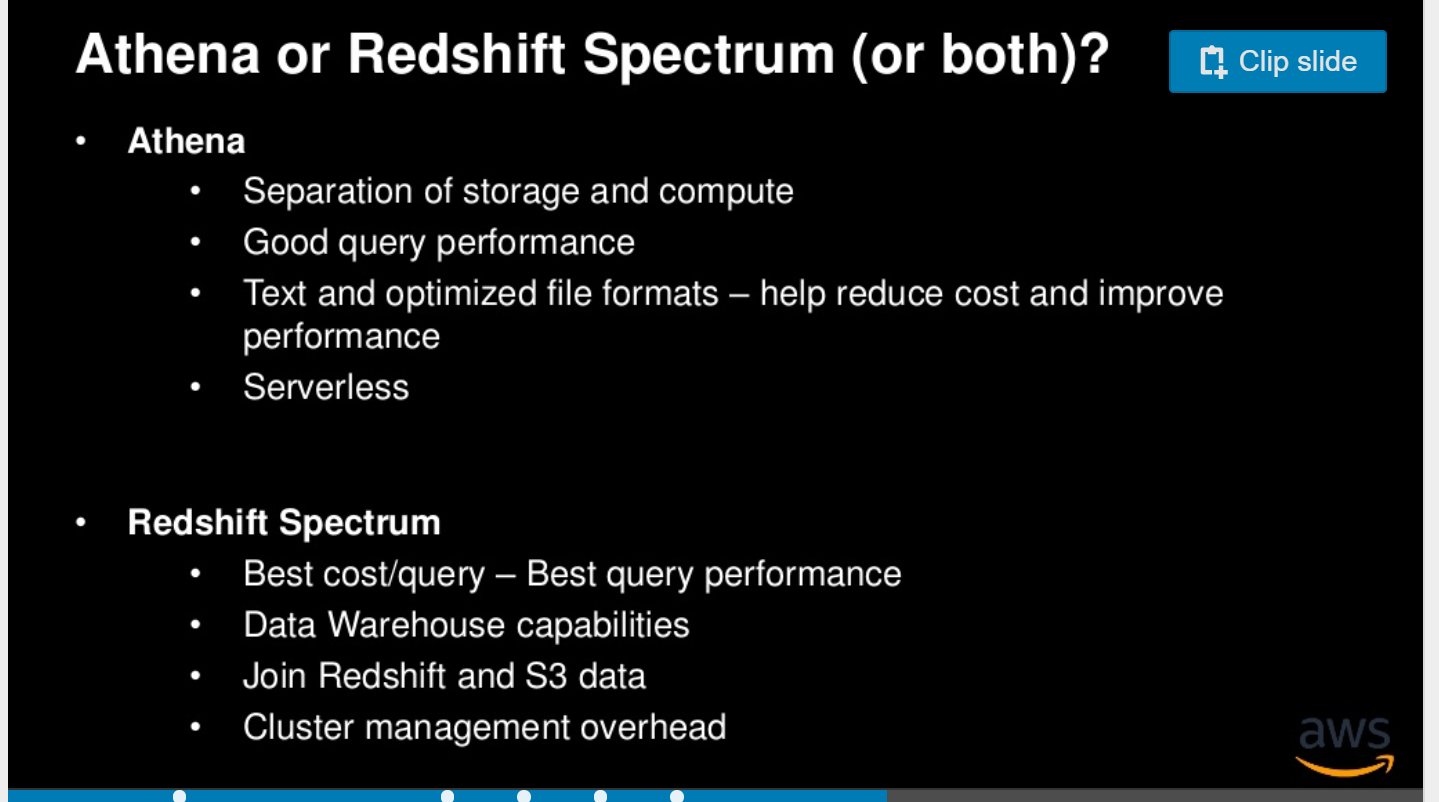 Athena or Redshift Spectrum (or both)?
Clip slide
• Athena
• Separation of storage and compute
• Good query performance
• Text and optimized file formats – help reduce cost and improve
performance
• Serverless
• Redshift Spectrum
• Best cost/query – Best query performance
• Data Warehouse capabilities
• Join Redshift and S3 data
• Cluster management overhead
aws